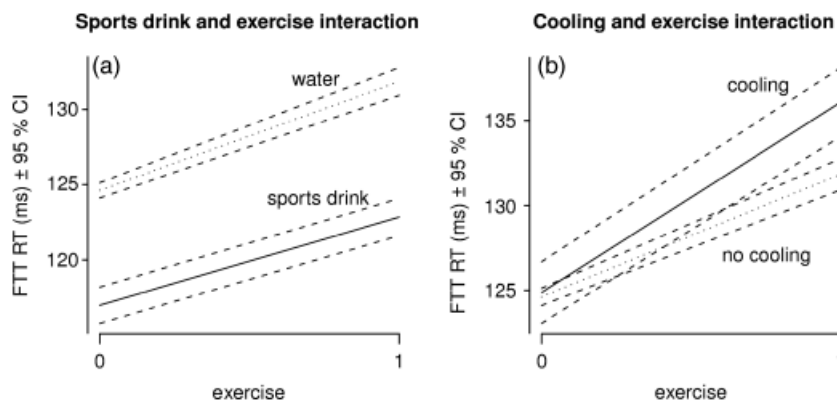 Sports drink and exercise interaction
(a)
water
sports drink
130
125
120
FTT RT (ms) ± 95 % CI
0
1
exercise
Cooling and exercise interaction
(b)
cooling
no cooling
135
130
125
FTT RT (ms) ± 95 % CI
0
1
exercise